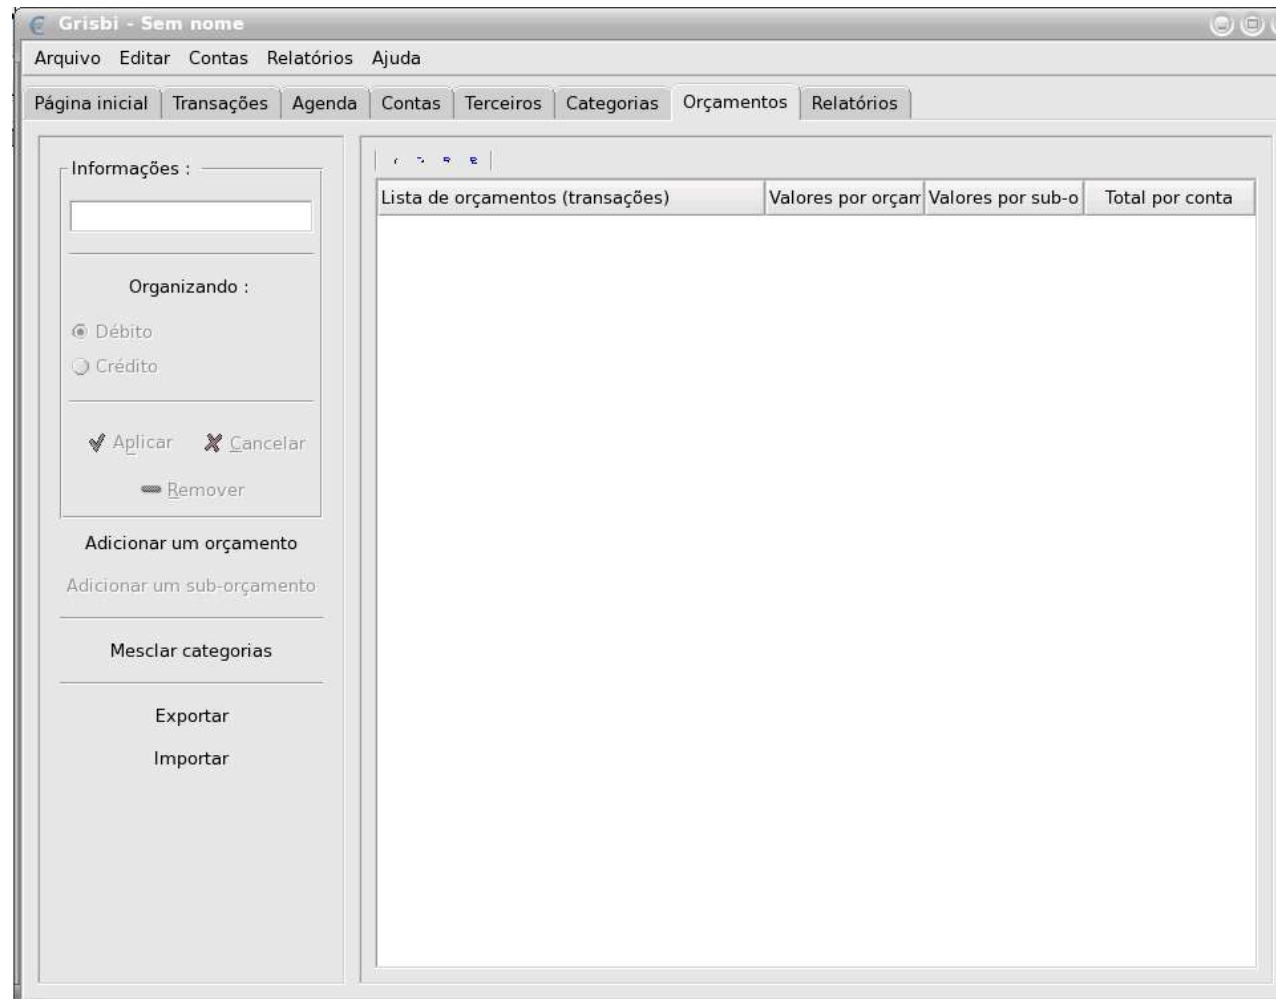 Grisbi - Sem nome
Arquivo Editar Contas Relatórios Ajuda
Página inicial Transações Agenda Contas Terceiros Categorias Orçamentos Relatórios
Informações :
Lista de orçamentos (transações) Valores por orçam Valores por sub-o Total por conta
Organizando :
Débito
Crédito
Aplicar Cancelar
Remover
Adicionar um orçamento
Adicionar um sub-orçamento
Mesclar categorias
Exportar
Importar